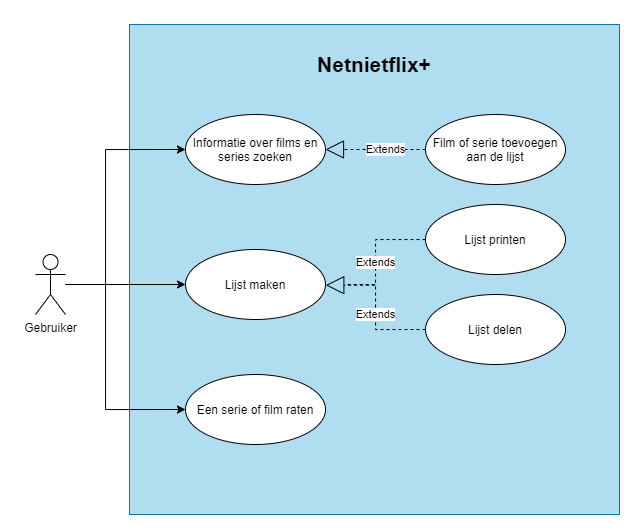 Netnietflix+
Informatie over films en
series zoeken
Extends
Film of serie toevoegen
aan de lijst
Lijst printen
Extends
Lijst maken
Extends
Lijst delen
Gebruiker
Een serie of film raten